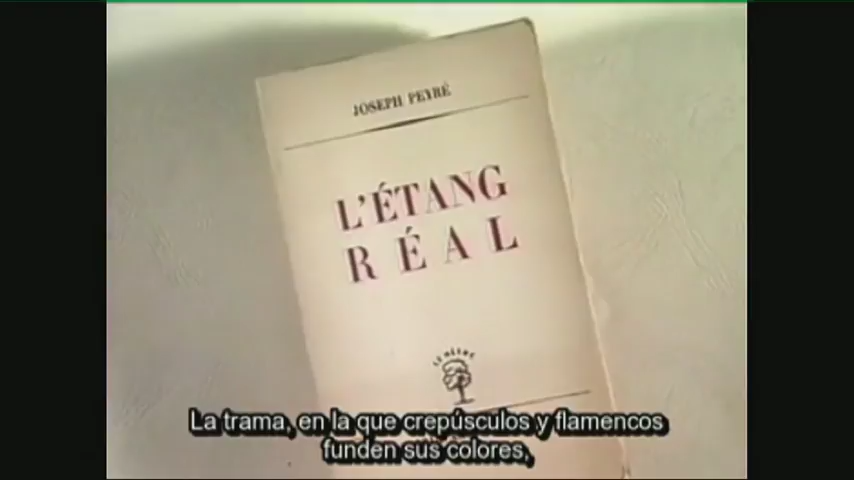 JOSEPH PEYRÉ
L'ÉTANG
RÉAL
La trama, en la que crepúsculos y flamencos
funden sus colores,